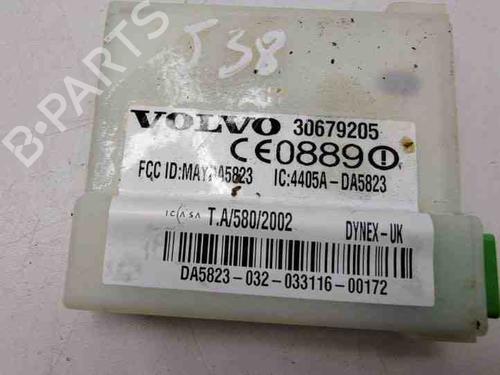 538
VOLVO 30679205
CE0889!
FCC ID:MAYDA5823 IC:4405A-DA5823
ICASA T.A/580/2002 DYNEX-UK
DA5823-032-033116-00172
B-PARTS